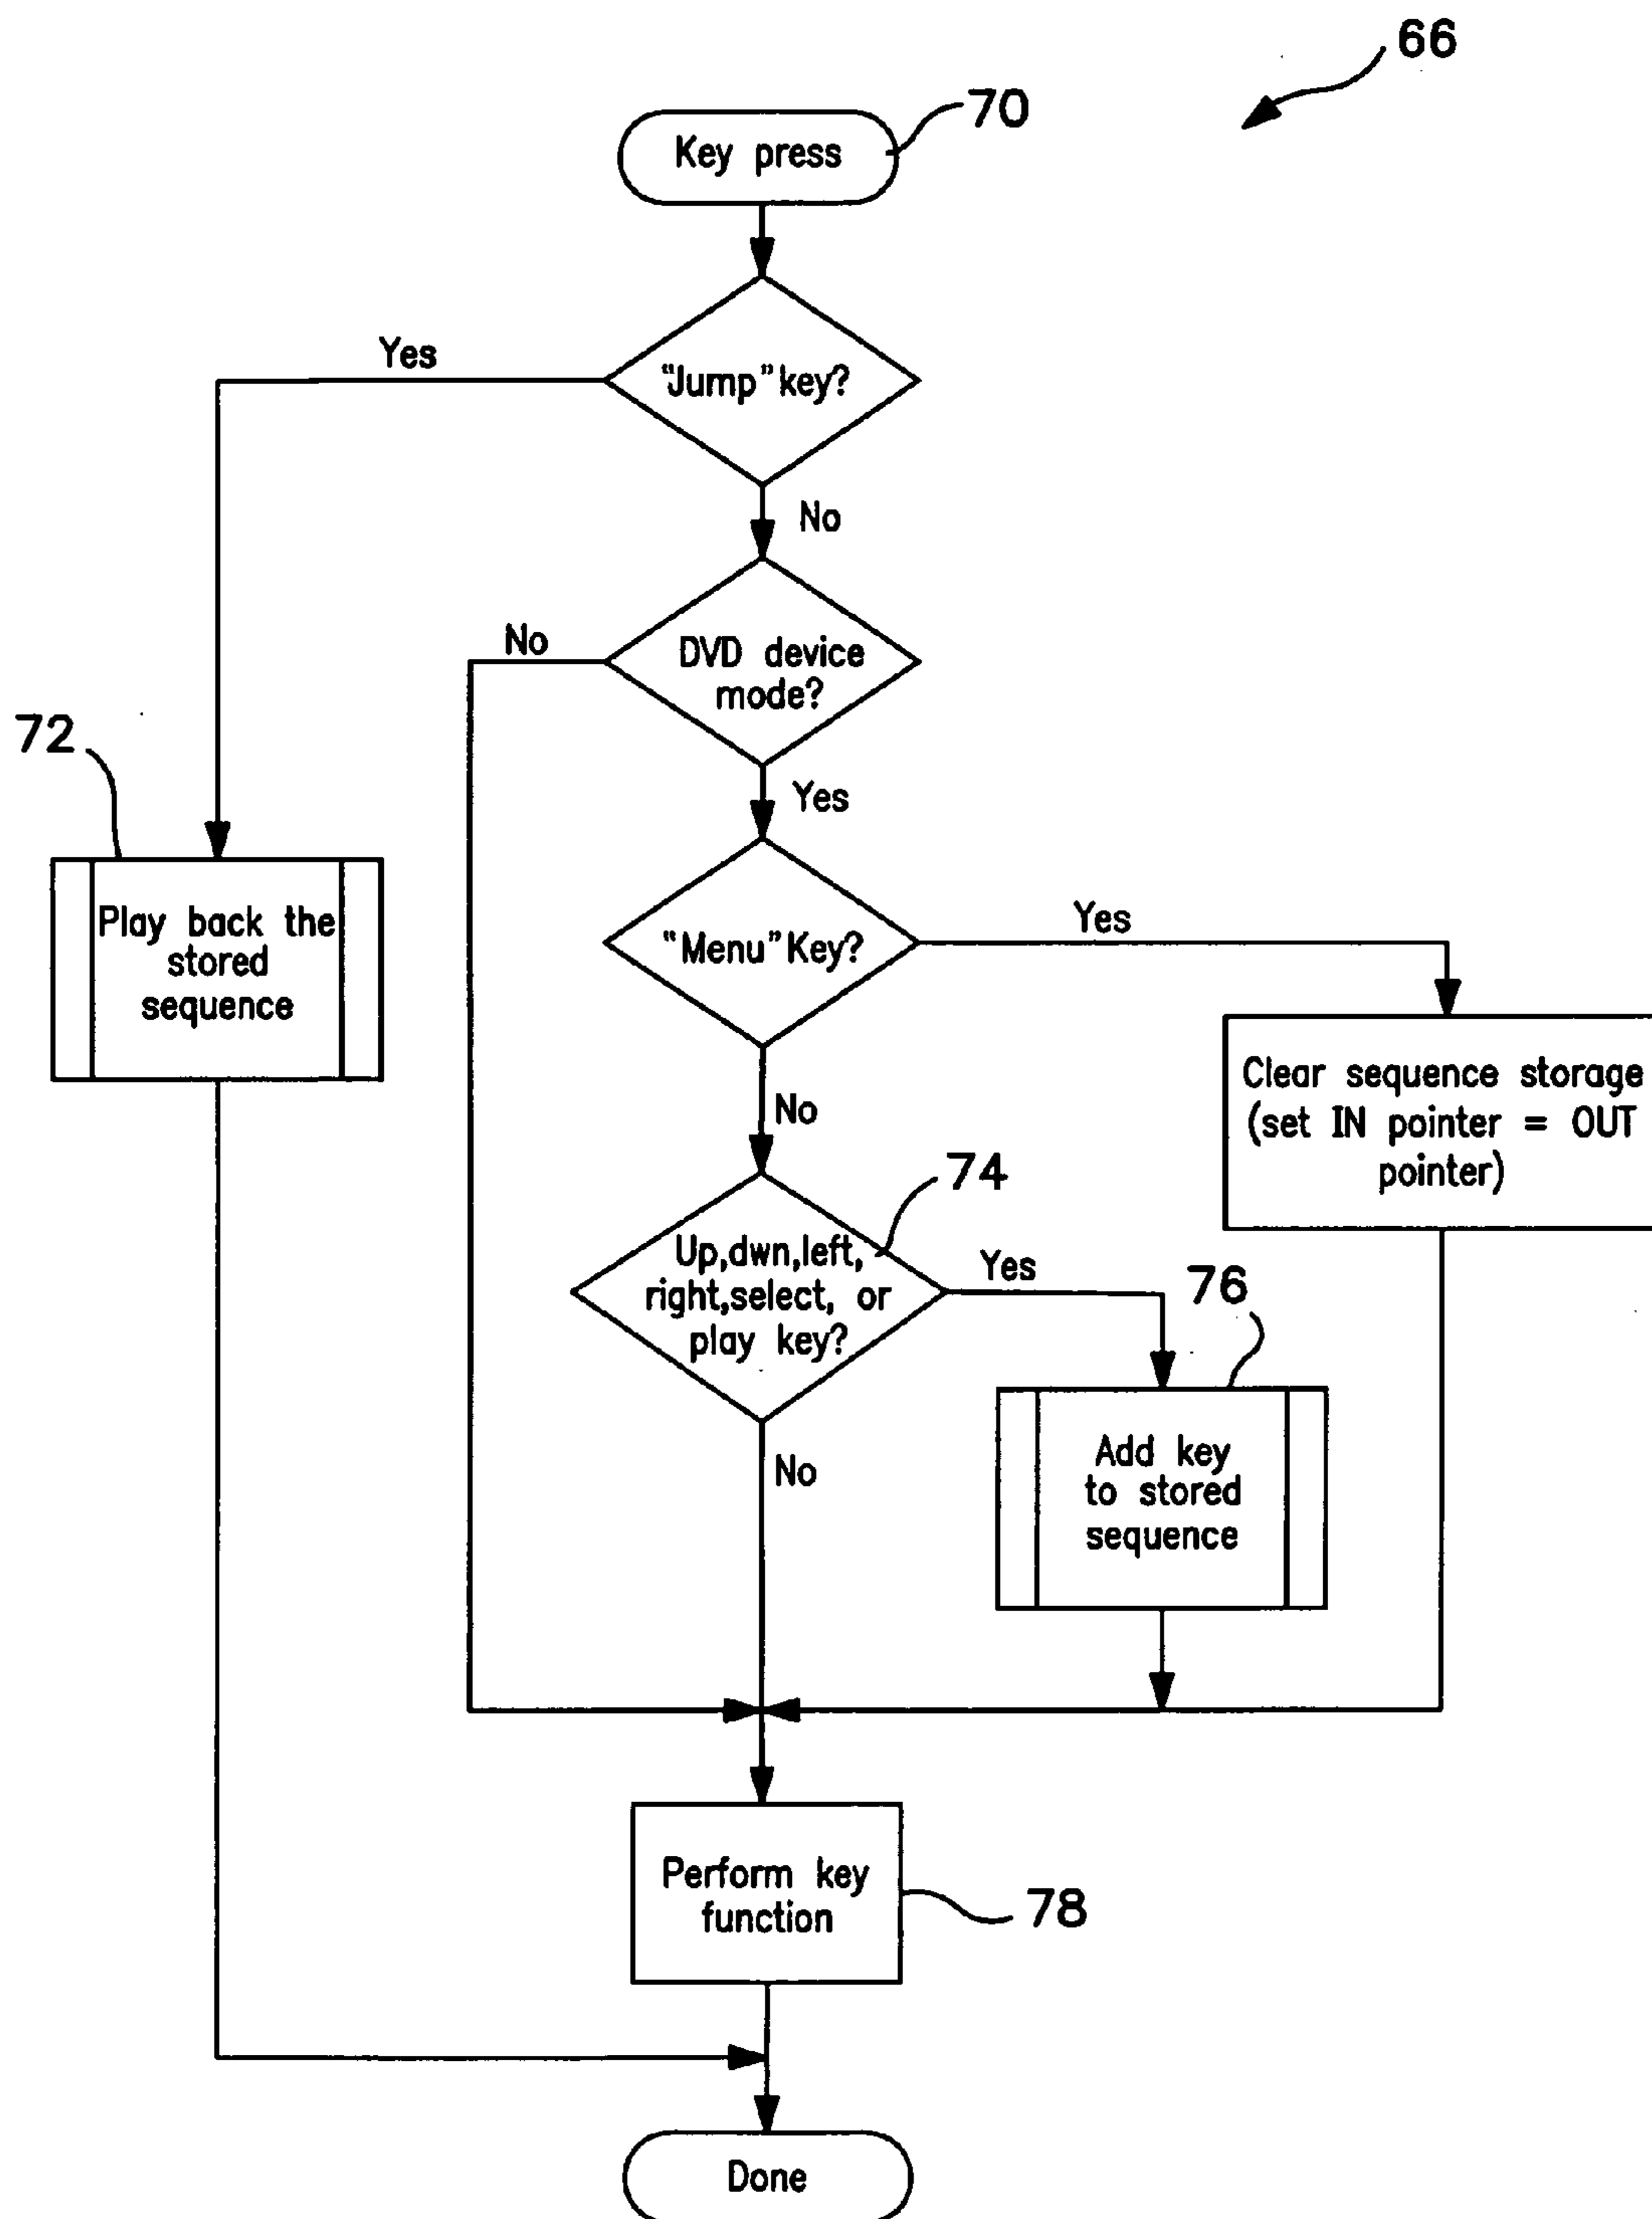 66
70
Key press
Yes
"Jump" key?
No
No
DVD device
mode?
72
Yes
Play back the
stored
sequence
"Menu" Key?
Yes
Clear sequence storage
(set IN pointer = OUT
pointer)
No
74
Up,dwn,left,
right,select, or
play key?
Yes
76
No
Add key
to stored
sequence
Perform key
function
78
Done